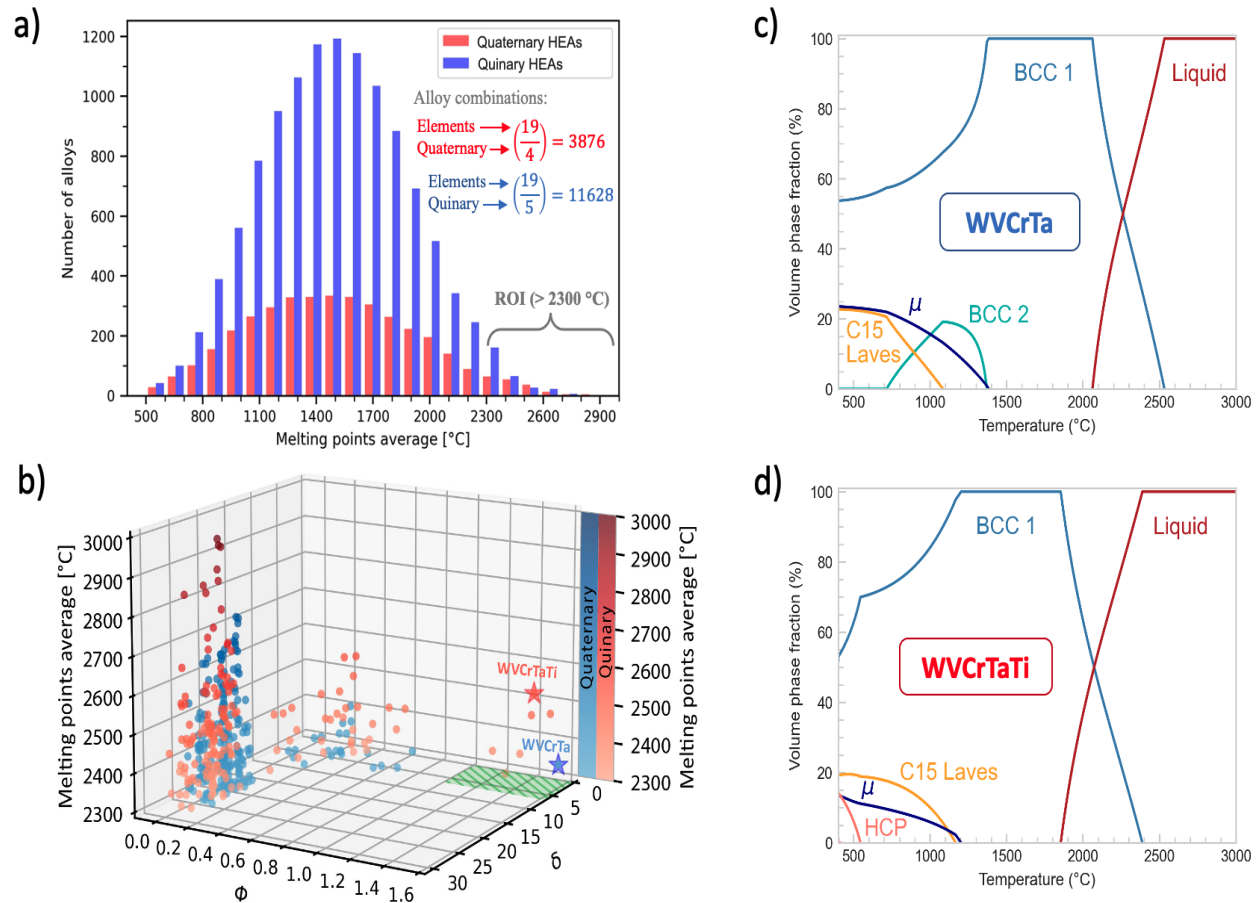 a)
1200
1000
800
600
400
200
0
Number of alloys
Quaternary HEAs
Quinary HEAs
Alloy combinations:
Elements
Quaternary
(19/4) = 3876
Elements
Quinary
(19/5) = 11628
ROI (> 2300 °C)
500 800 1100 1400 1700 2000 2300 2600 2900
Melting points average [°C]
b)
3000
2900
2800
2700
2600
2500
2400
2300
Melting points average [°C]
0.0 0.2 0.4 0.6 0.8 1.0 1.2 1.4 1.6
Φ
30 25 20 15 10 5 0
δ
WVCrTaTi
WVCrTa
Quaternary
Quinary
3000
2900
2800
2700
2600
2500
2400
2300
Melting points average [°C]
c)
100
80
60
40
20
0
Volume phase fraction (%)
BCC 1
Liquid
WVCrTa
μ
BCC 2
C15
Laves
500 1000 1500 2000 2500 3000
Temperature (°C)
d)
100
80
60
40
20
0
Volume phase fraction (%)
BCC 1
Liquid
WVCrTaTi
C15 Laves
μ
HCP
500 1000 1500 2000 2500 3000
Temperature (°C)